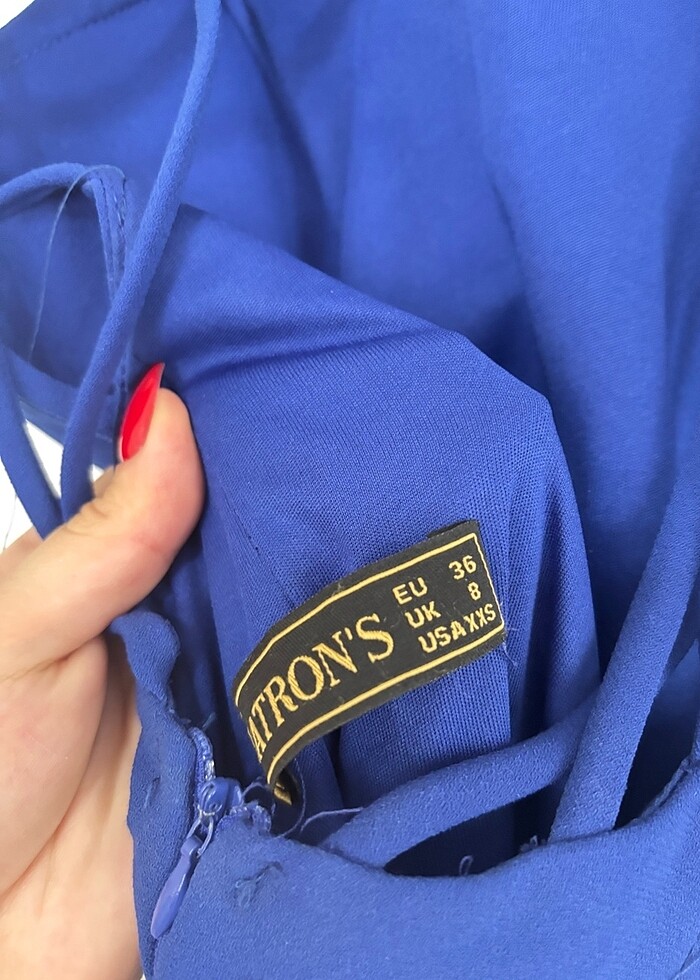 ATRON'S
EU 36
UK 8
USA XXS